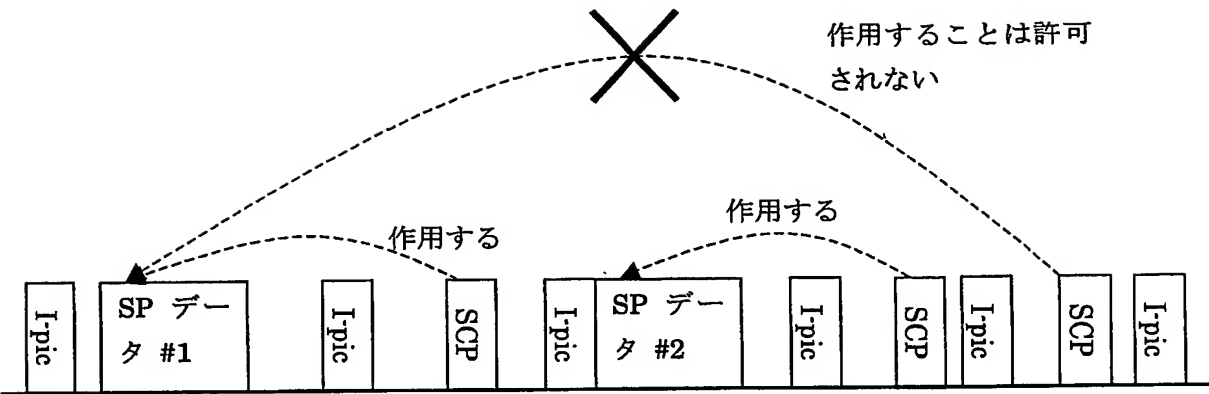 作用することは許可
されない
作用する
作用する
I-pic
SP デー
タ #1
I-pic
SCP
I-pic
SP デー
タ #2
I-pic
SCP
I-pic
SCP
I-pic